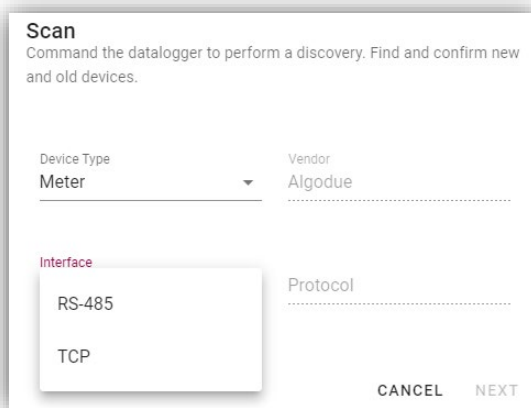 Scan
Command the datalogger to perform a discovery. Find and confirm new
and old devices.
Device Type
Meter
Vendor
Algodue
Interface
RS-485
TCP
Protocol
CANCEL NEXT